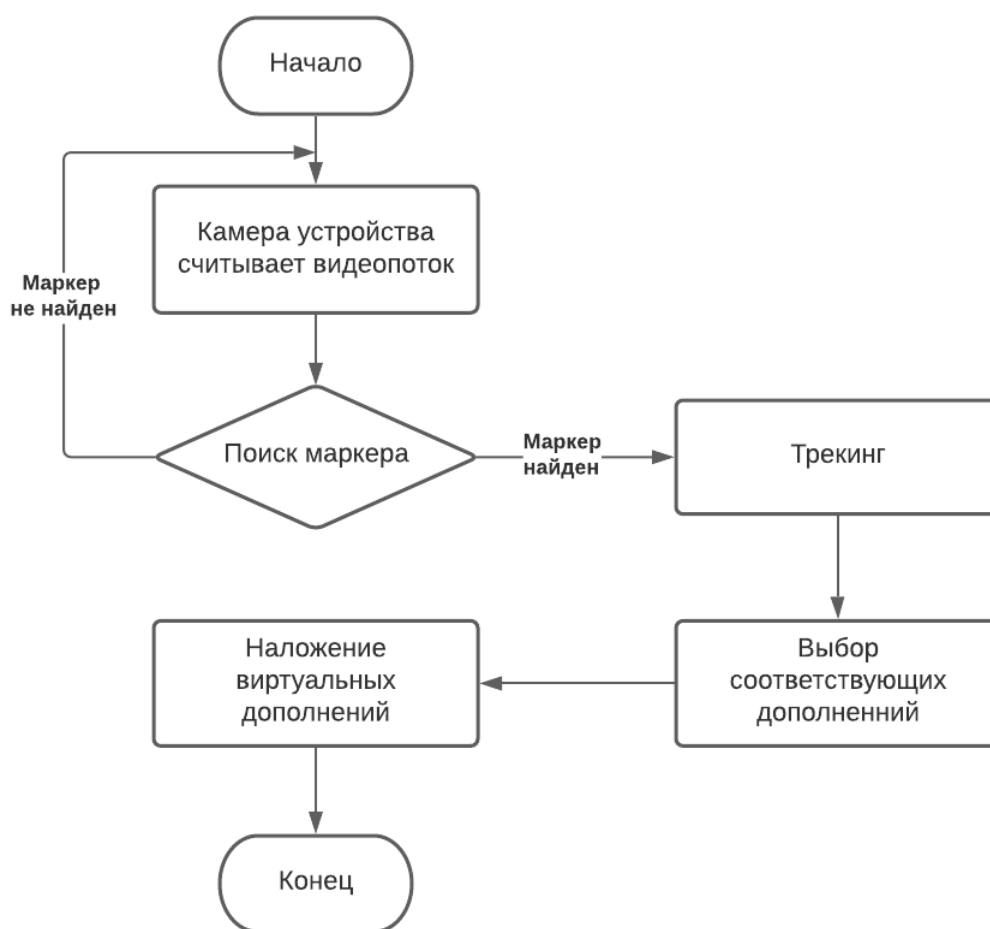 Начало
Камера устройства
считывает видеопоток
Маркер
не найден
Поиск маркера
Маркер
найден
Трекинг
Выбор
соответствующих
дополненний
Наложение
виртуальных
дополнений
Конец